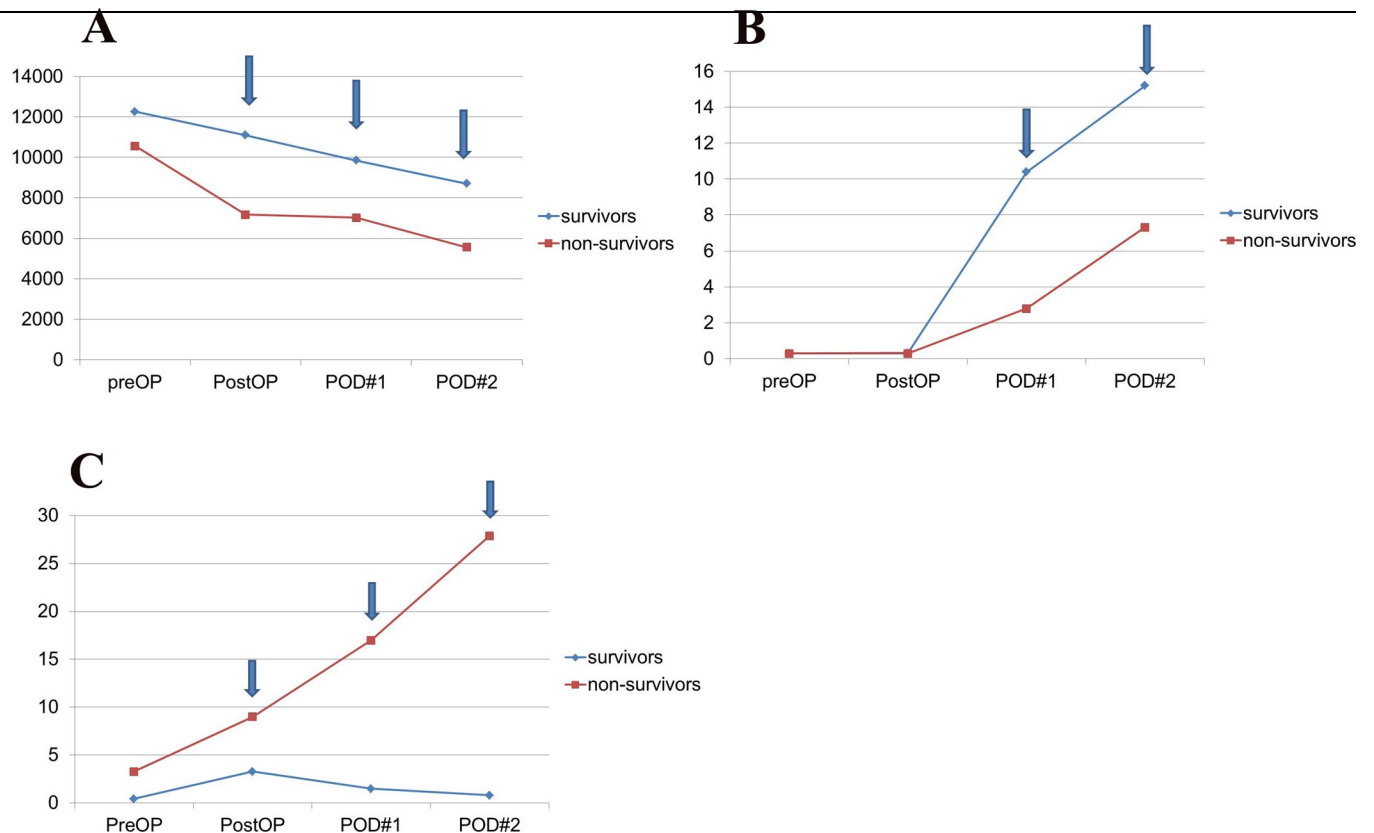 A
14000
12000
10000
8000
6000
4000
2000
0
preOP PostOP POD#1 POD#2
survivors
non-survivors
B
16
14
12
10
8
6
4
2
0
preOP PostOP POD#1 POD#2
survivors
non-survivors
C
30
25
20
15
10
5
0
PreOP PostOP POD#1 POD#2
survivors
non-survivors